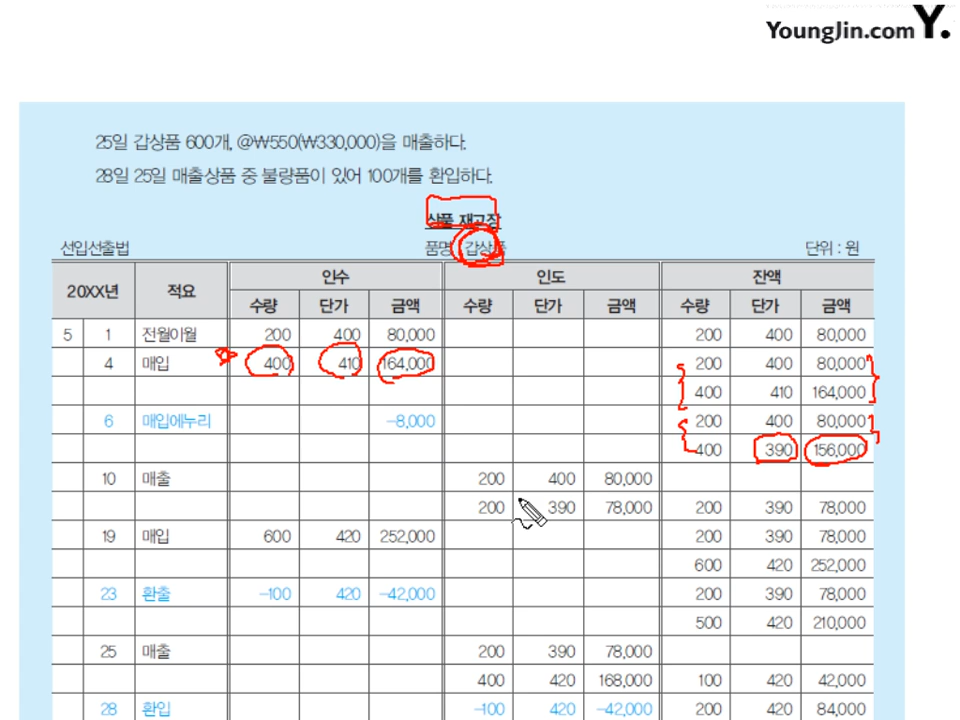 YoungJin.com Y.
25일 갑상품 600개, @₩550(₩330,000)을 매출하다.
28일 25일 매출상품 중 불량품이 있어 100개를 환입하다.
상품 재고장
선입선출법 품명 : 갑상품 단위 : 원
20XX년 적요 인수 인도 잔액
수량 단가 금액 수량 단가 금액 수량 단가 금액
5 1 전월이월 200 400 80,000 200 400 80,000
4 매입 400 410 164,000 200 400 80,000
400 410 164,000
6 매입에누리 -8,000 200 400 80,000
400 390 156,000
10 매출 200 400 80,000
200 390 78,000 200 390 78,000
19 매입 600 420 252,000 200 390 78,000
600 420 252,000
23 환출 -100 420 -42,000 200 390 78,000
500 420 210,000
25 매출 200 390 78,000
400 420 168,000 100 420 42,000
28 환입 -100 420 -42,000 200 420 84,000